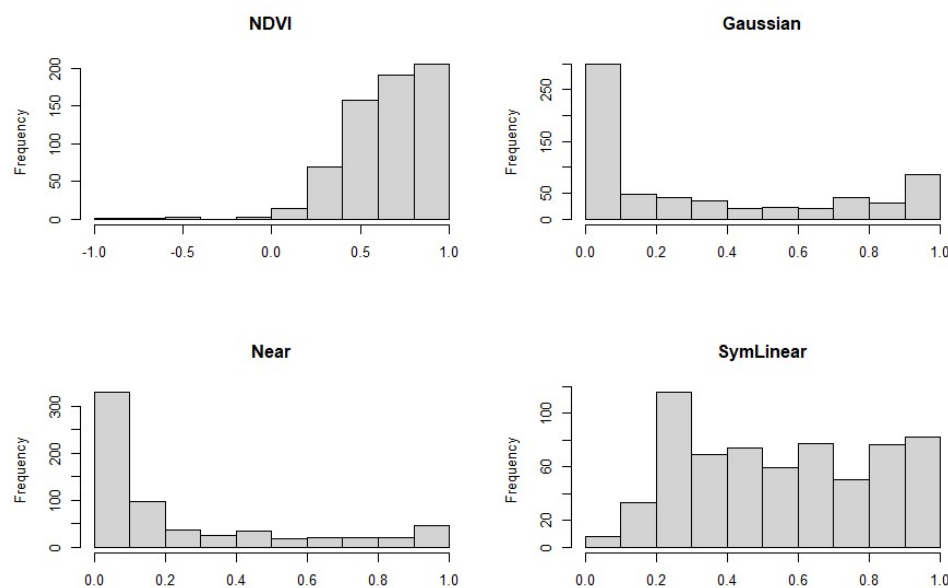 NDVI
Frequency
0 50 100 150 200
-1.0 -0.5 0.0 0.5 1.0
Gaussian
Frequency
0 50 150 250
0.0 0.2 0.4 0.6 0.8 1.0
Near
Frequency
0 100 200 300
0.0 0.2 0.4 0.6 0.8 1.0
SymLinear
Frequency
0 20 60 100
0.0 0.2 0.4 0.6 0.8 1.0